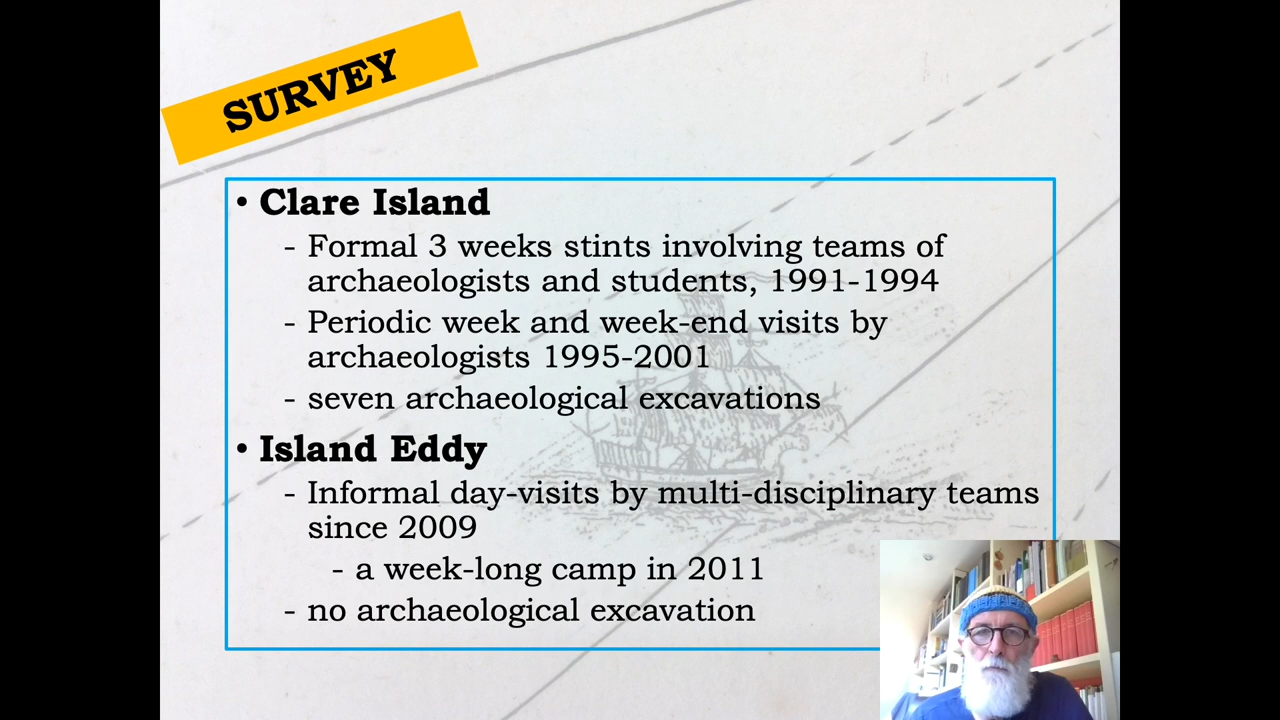 SURVEY
• Clare Island
- Formal 3 weeks stints involving teams of
archaeologists and students, 1991-1994
- Periodic week and week-end visits by
archaeologists 1995-2001
- seven archaeological excavations
• Island Eddy
- Informal day-visits by multi-disciplinary teams
since 2009
- a week-long camp in 2011
- no archaeological excavation